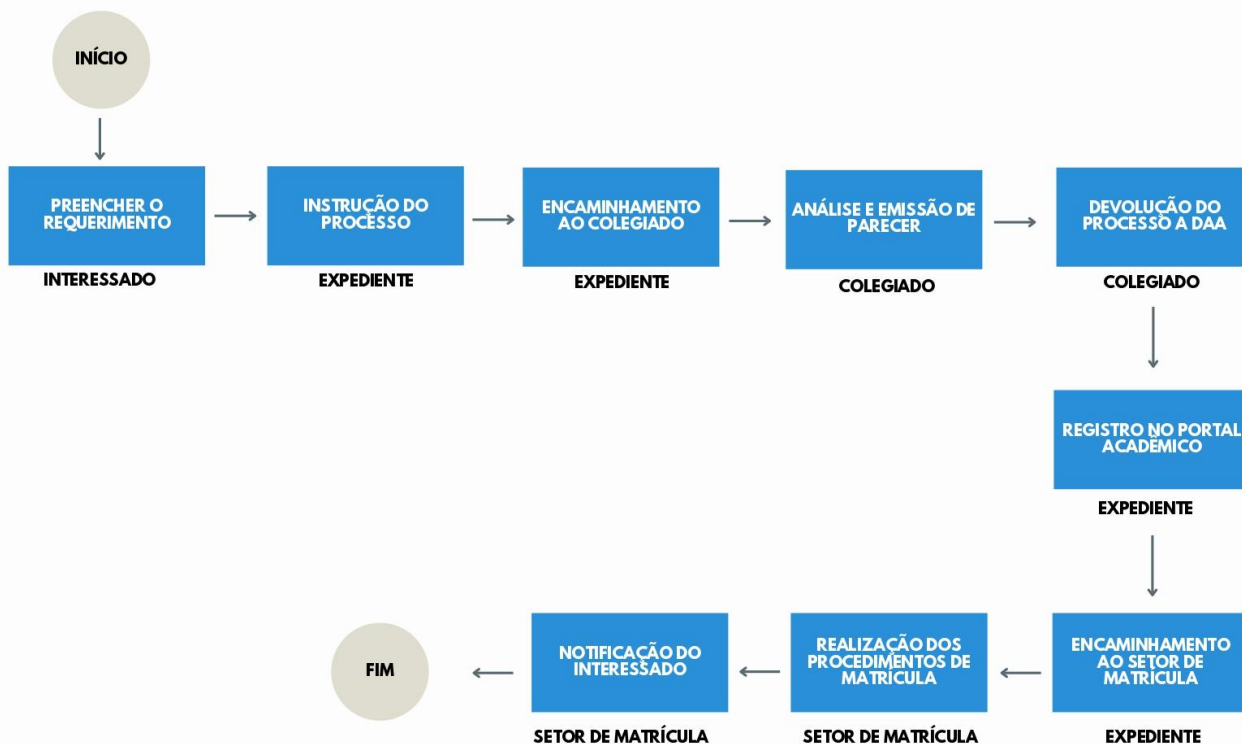 INÍCIO
PREENCHER O
REQUERIMENTO
INTERESSADO
INSTRUÇÃO DO
PROCESSO
EXPEDIENTE
ENCAMINHAMENTO
AO COLEGIADO
EXPEDIENTE
ANÁLISE E EMISSÃO DE
PARECER
COLEGIADO
DEVOLUÇÃO DO
PROCESSO A DAA
COLEGIADO
REGISTRO NO PORTAL
ACADÊMICO
EXPEDIENTE
ENCAMINHAMENTO
AO SETOR DE
MATRÍCULA
EXPEDIENTE
REALIZAÇÃO DOS
PROCEDIMENTOS DE
MATRÍCULA
SETOR DE MATRÍCULA
NOTIFICAÇÃO DO
INTERESSADO
SETOR DE MATRÍCULA
FIM